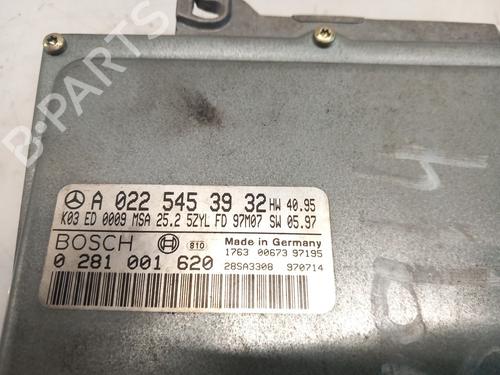 B-PARTS
A 022 545 39 32 HW 40.95
K03 ED 0009 MSA 25.2 5ZYL FD 97M07 SW 05.97
BOSCH 810 Made in Germany
1763 00673 97195
0 281 001 620 28SA3308 970714